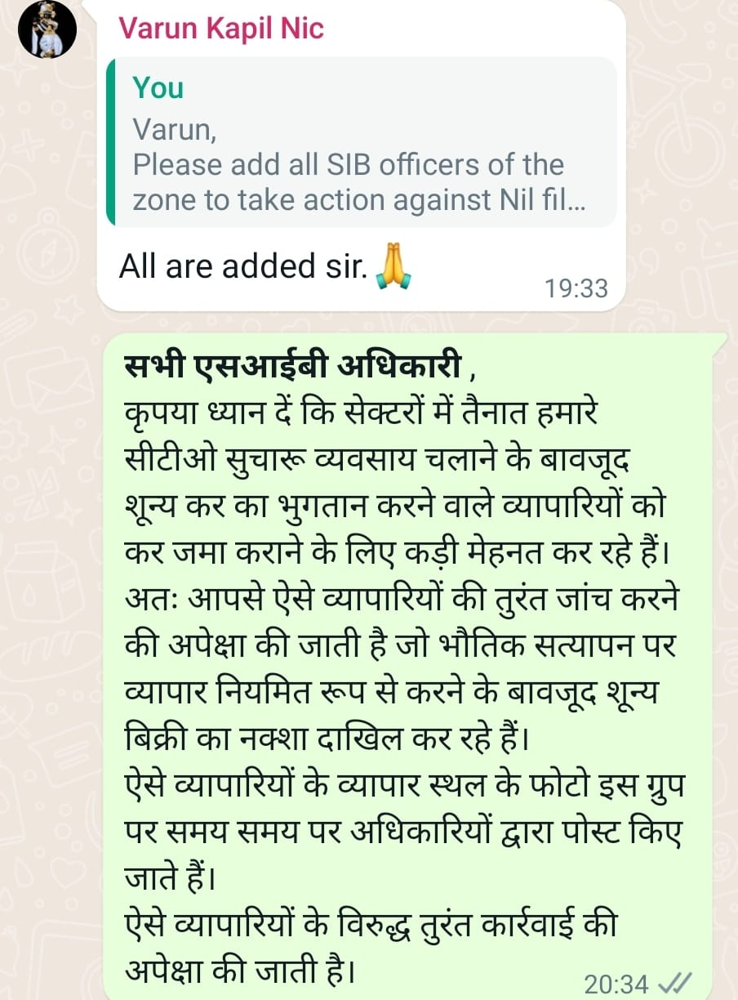 Varun Kapil Nic
You
Varun,
Please add all SIB officers of the
zone to take action against Nil fil...
All are added sir.🙏
19:33
सभी एसआईबी अधिकारी ,
कृपया ध्यान दें कि सेक्टरों में तैनात हमारे
सीटीओ सुचारू व्यवसाय चलाने के बावजूद
शून्य कर का भुगतान करने वाले व्यापारियों को
कर जमा कराने के लिए कड़ी मेहनत कर रहे हैं।
अतः आपसे ऐसे व्यापारियों की तुरंत जांच करने
की अपेक्षा की जाती है जो भौतिक सत्यापन पर
व्यापार नियमित रूप से करने के बावजूद शून्य
बिक्री का नक्शा दाखिल कर रहे हैं।
ऐसे व्यापारियों के व्यापार स्थल के फोटो इस ग्रुप
पर समय समय पर अधिकारियों द्वारा पोस्ट किए
जाते हैं।
ऐसे व्यापारियों के विरुद्ध तुरंत कार्रवाई की
अपेक्षा की जाती है।
20:34